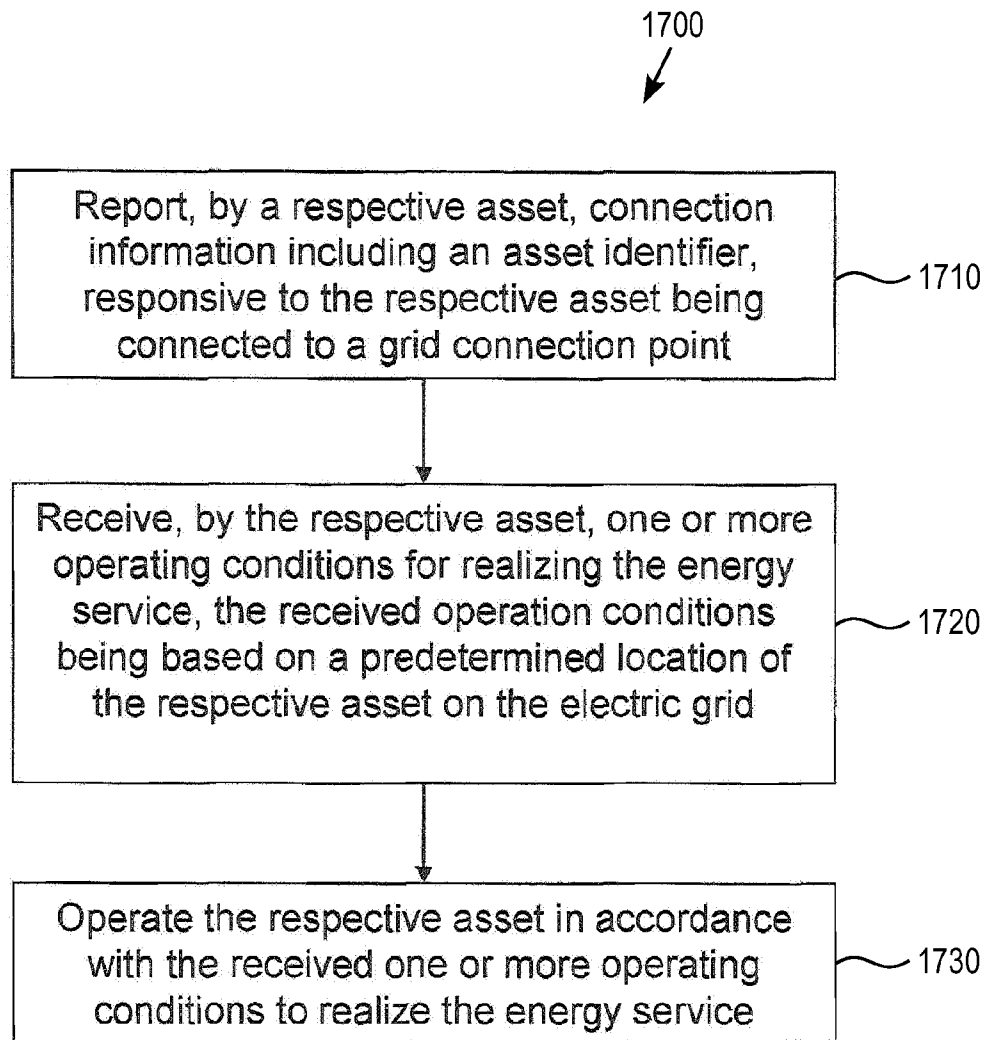 1700
Report, by a respective asset, connection
information including an asset identifier,
responsive to the respective asset being
connected to a grid connection point
1710
Receive, by the respective asset, one or more
operating conditions for realizing the energy
service, the received operation conditions
being based on a predetermined location of
the respective asset on the electric grid
1720
Operate the respective asset in accordance
with the received one or more operating
conditions to realize the energy service
1730